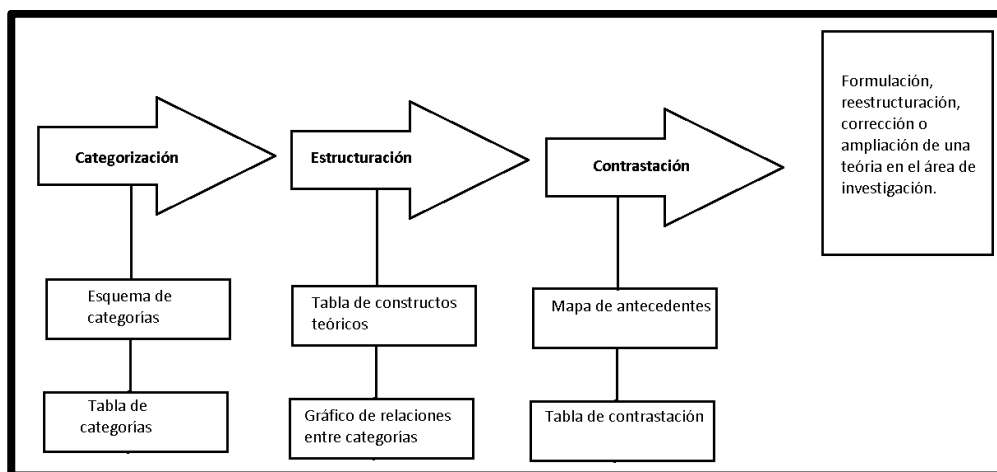 Categorización
Estructuración
Contrastación
Formulación,
reestructuración,
corrección o
ampliación de una
teória en el área de
investigación.
Esquema de
categorías
Tabla de constructos
teóricos
Mapa de antecedentes
Tabla de
categorías
Gráfico de relaciones
entre categorías
Tabla de contrastación